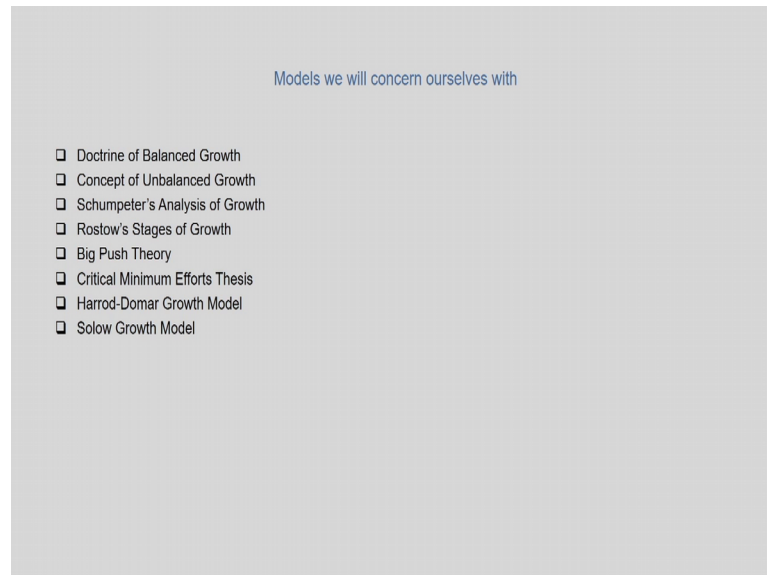 Models we will concern ourselves with
❑ Doctrine of Balanced Growth
❑ Concept of Unbalanced Growth
❑ Schumpeter's Analysis of Growth
❑ Rostow's Stages of Growth
❑ Big Push Theory
❑ Critical Minimum Efforts Thesis
❑ Harrod-Domar Growth Model
❑ Solow Growth Model